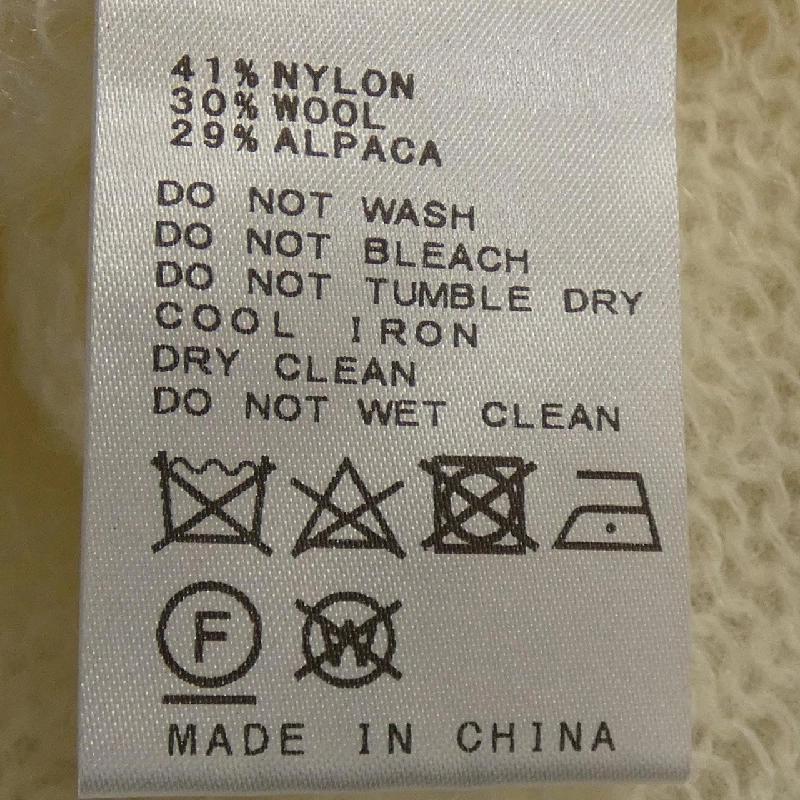 41% NYLON
30% WOOL
29% ALPACA
DO NOT WASH
DO NOT BLEACH
DO NOT TUMBLE DRY
COOL IRON
DRY CLEAN
DO NOT WET CLEAN
F W
MADE IN CHINA